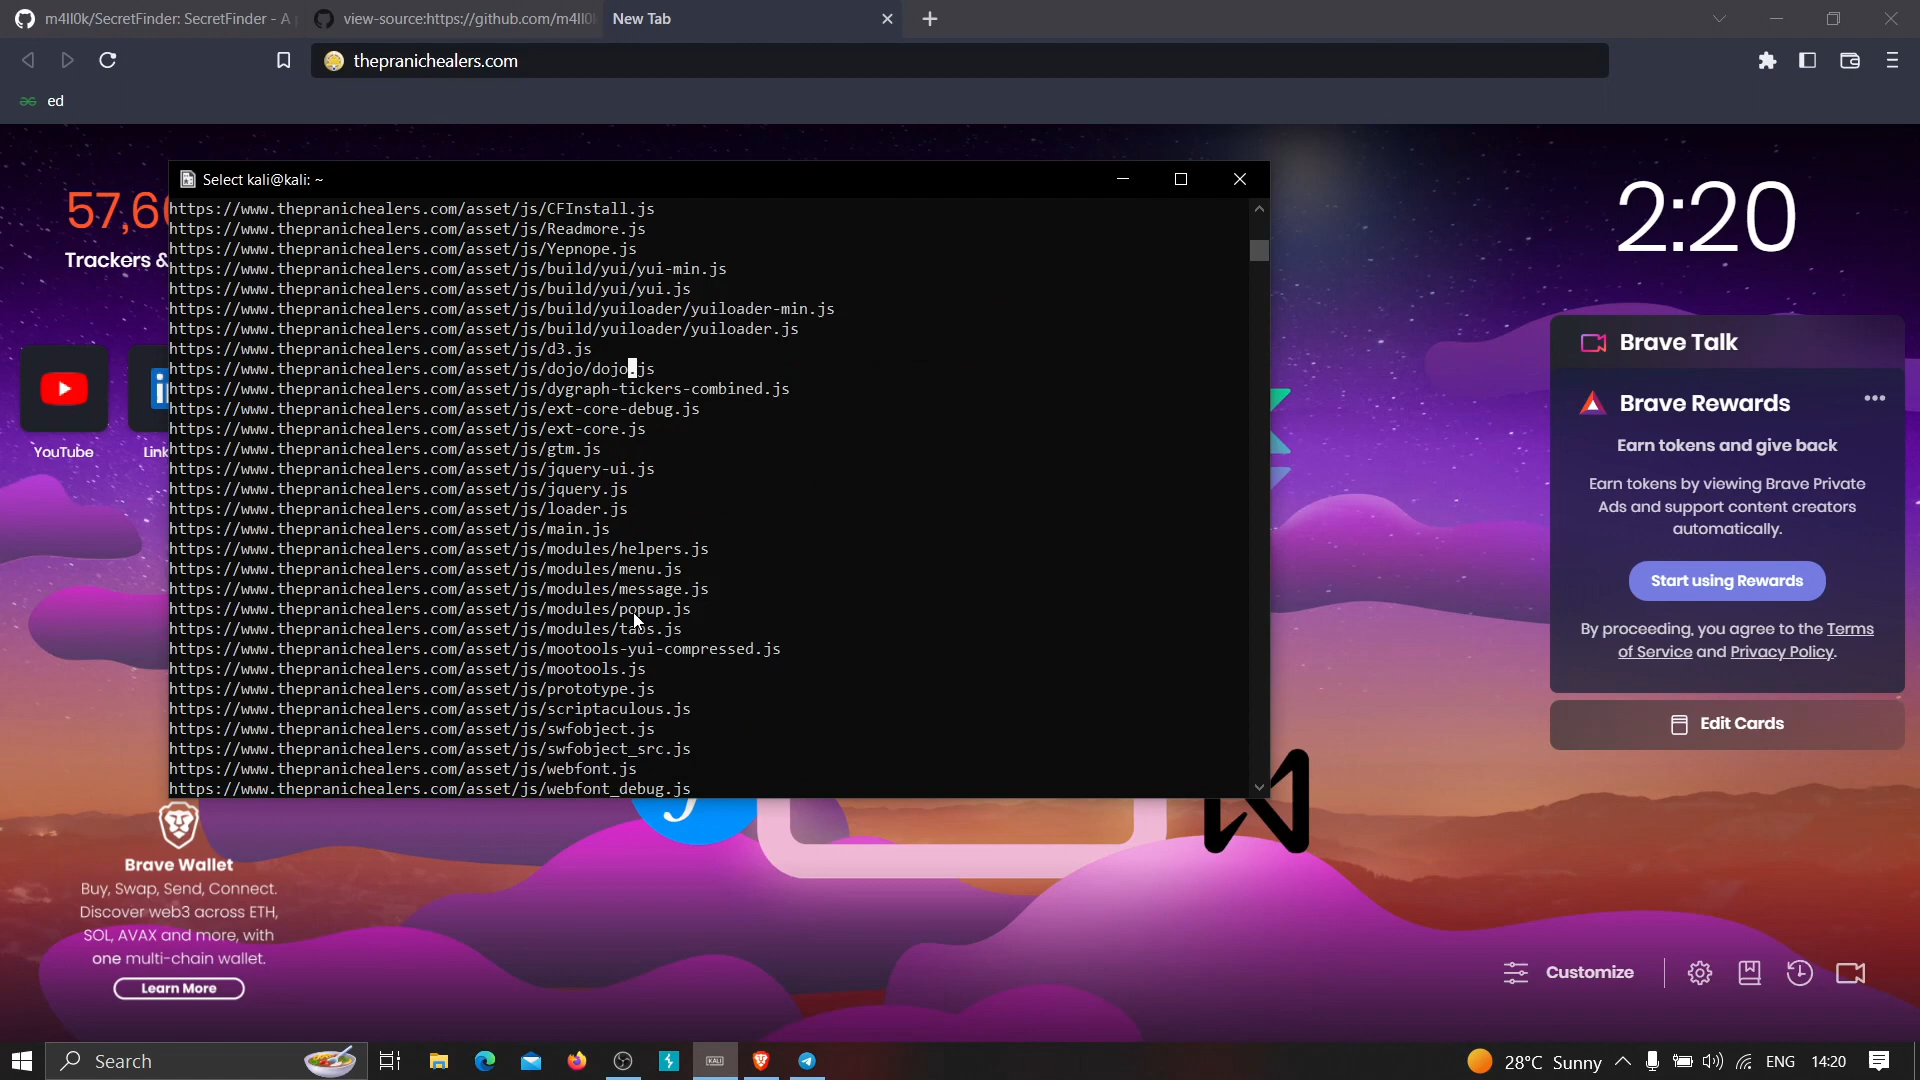 m4ll0k/SecretFinder: SecretFinder - A p
view-source:https://github.com/m4ll0k
New Tab
thepranichealers.com
ed
57,6
Trackers &
YouTube
Link
Select kali@kali: ~
https://www.thepranichealers.com/asset/js/CFInstall.js
https://www.thepranichealers.com/asset/js/Readmore.js
https://www.thepranichealers.com/asset/js/Yepnope.js
https://www.thepranichealers.com/asset/js/build/yui/yui-min.js
https://www.thepranichealers.com/asset/js/build/yui/yui.js
https://www.thepranichealers.com/asset/js/build/yuiloader/yuiloader-min.js
https://www.thepranichealers.com/asset/js/build/yuiloader/yuiloader.js
https://www.thepranichealers.com/asset/js/d3.js
https://www.thepranichealers.com/asset/js/dojo/dojo.js
https://www.thepranichealers.com/asset/js/dygraph-tickers-combined.js
https://www.thepranichealers.com/asset/js/ext-core-debug.js
https://www.thepranichealers.com/asset/js/ext-core.js
https://www.thepranichealers.com/asset/js/gtm.js
https://www.thepranichealers.com/asset/js/jquery-ui.js
https://www.thepranichealers.com/asset/js/jquery.js
https://www.thepranichealers.com/asset/js/loader.js
https://www.thepranichealers.com/asset/js/main.js
https://www.thepranichealers.com/asset/js/modules/helpers.js
https://www.thepranichealers.com/asset/js/modules/menu.js
https://www.thepranichealers.com/asset/js/modules/message.js
https://www.thepranichealers.com/asset/js/modules/popup.js
https://www.thepranichealers.com/asset/js/modules/tabs.js
https://www.thepranichealers.com/asset/js/mootools-yui-compressed.js
https://www.thepranichealers.com/asset/js/mootools.js
https://www.thepranichealers.com/asset/js/prototype.js
https://www.thepranichealers.com/asset/js/scriptaculous.js
https://www.thepranichealers.com/asset/js/swfobject.js
https://www.thepranichealers.com/asset/js/swfobject_src.js
https://www.thepranichealers.com/asset/js/webfont.js
https://www.thepranichealers.com/asset/js/webfont_debug.js
2:20
Brave Talk
Brave Rewards
Earn tokens and give back
Earn tokens by viewing Brave Private
Ads and support content creators
automatically.
Start using Rewards
By proceeding, you agree to the Terms
of Service and Privacy Policy.
Edit Cards
Brave Wallet
Buy, Swap, Send, Connect.
Discover web3 across ETH,
SOL, AVAX and more, with
one multi-chain wallet.
Learn More
Customize
Search
KALI
28°C Sunny
ENG
14:20